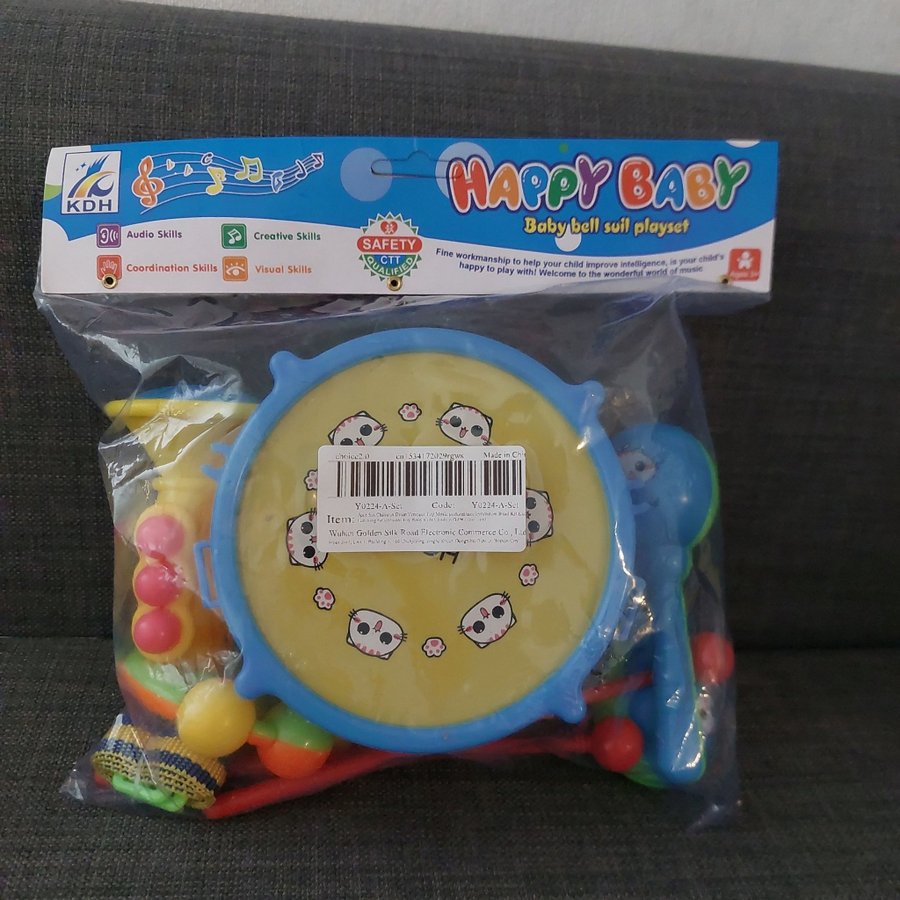 KDH
HAPPY BABY
Baby bell suil playset
Audio Skills
Creative Skills
Coordination Skills
Visual Skills
SAFETY
CTT
QUALIFIED
Fine workmanship to help your child improve intelligence, is your child's
happy to play with! Welcome to the wonderful world of music
Made in Chi
Y0224-A-Set Code: Y0224-A-Set
Item:
Wuhan Golden Silk Road Electronic Commerce Co., Ltd